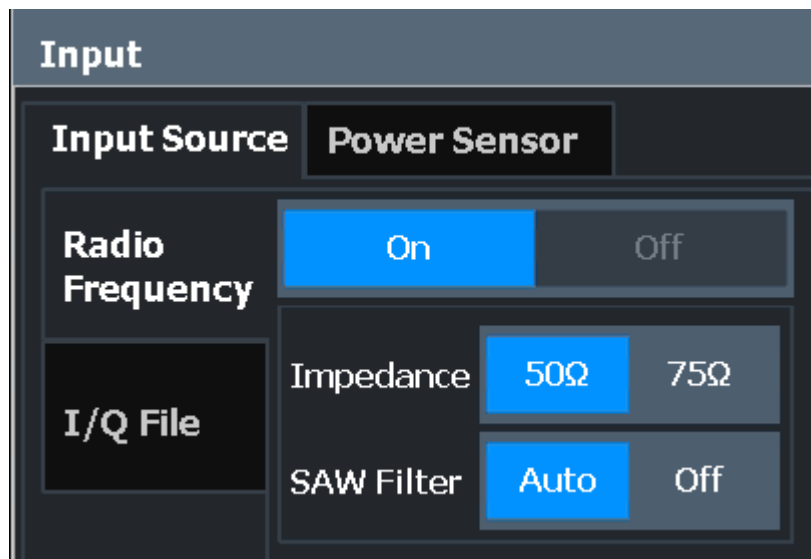 Input
Input Source
Power Sensor
Radio
Frequency
On
Off
I/Q File
Impedance
50Ω
75Ω
SAW Filter
Auto
Off